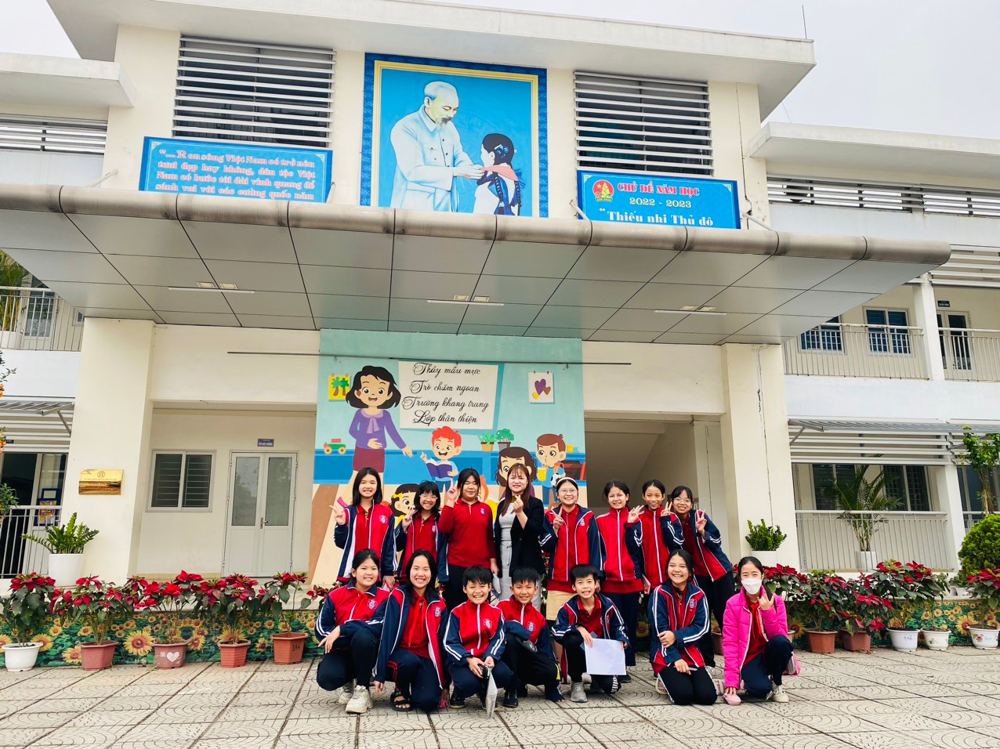 "... Non sông Việt Nam có trở nên
tươi đẹp hay không, dân tộc Việt
Nam có bước tới đài vinh quang để
sánh vai với các cường quốc năm
CHỦ ĐỀ NĂM HỌC
2022 - 2023
"Thiếu nhi Thủ đô
Thầy mẫu mực
Trò chăm ngoan
Trường khang trang
Lớp thân thiện
3A4